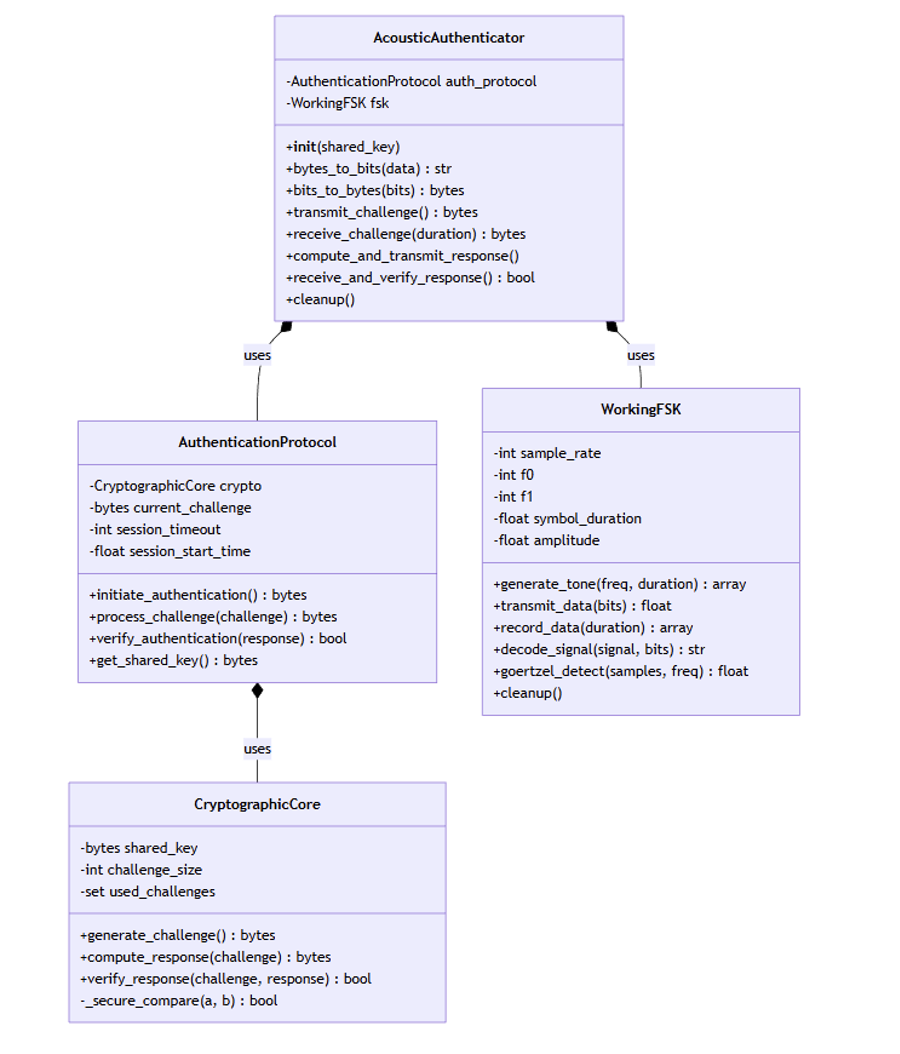 AcousticAuthenticator
-AuthenticationProtocol auth_protocol
-WorkingFSK fsk
+init(shared_key)
+bytes_to_bits(data) : str
+bits_to_bytes(bits) : bytes
+transmit_challenge() : bytes
+receive_challenge(duration) : bytes
+compute_and_transmit_response()
+receive_and_verify_response() : bool
+cleanup()
uses
uses
AuthenticationProtocol
-CryptographicCore crypto
-bytes current_challenge
-int session_timeout
-float session_start_time
+initiate_authentication() : bytes
+process_challenge(challenge) : bytes
+verify_authentication(response) : bool
+get_shared_key() : bytes
WorkingFSK
-int sample_rate
-int f0
-int f1
-float symbol_duration
-float amplitude
+generate_tone(freq, duration) : array
+transmit_data(bits) : float
+record_data(duration) : array
+decode_signal(signal, bits) : str
+goertzel_detect(samples, freq) : float
+cleanup()
uses
CryptographicCore
-bytes shared_key
-int challenge_size
-set used_challenges
+generate_challenge() : bytes
+compute_response(challenge) : bytes
+verify_response(challenge, response) : bool
-_secure_compare(a, b) : bool